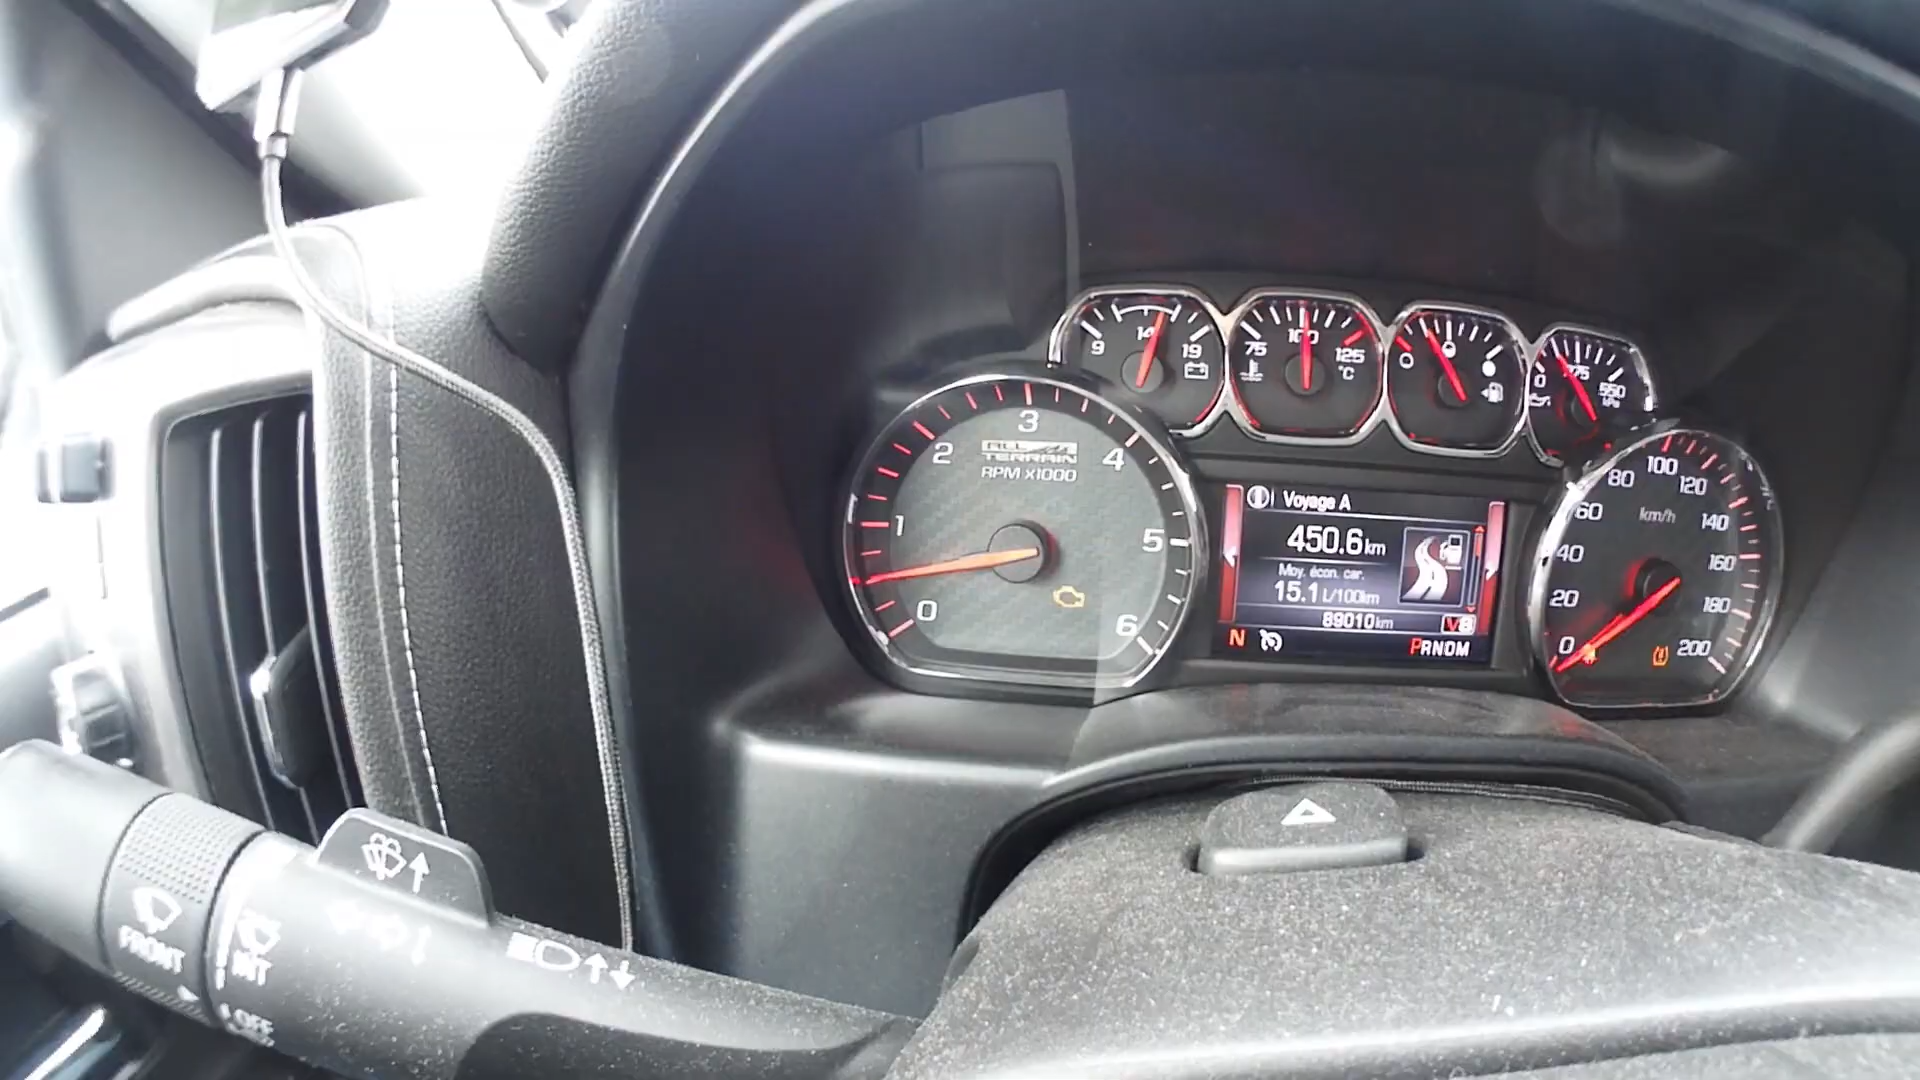 9 14 19
75 100 125
°C
0 275 550
kPa
3
2 4
1 5
0 6
ALL
TERRAIN
RPM x1000
Voyage A
450.6 km
Moy. écon. car.
15.1 L/100km
89010 km
V8
N PRNDM
100
80 120
60 km/h 140
40 160
20 180
0 200
FRONT
INT
OFF